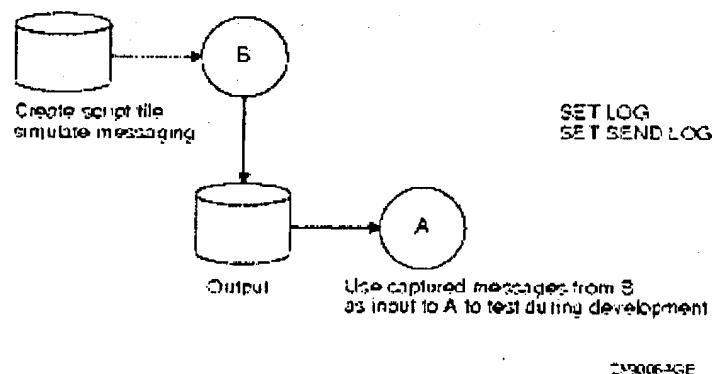 B
Create script file
simulate messaging
SET LOG
SET SEND LOG
A
Output
Use captured messages from B
as input to A to test during development